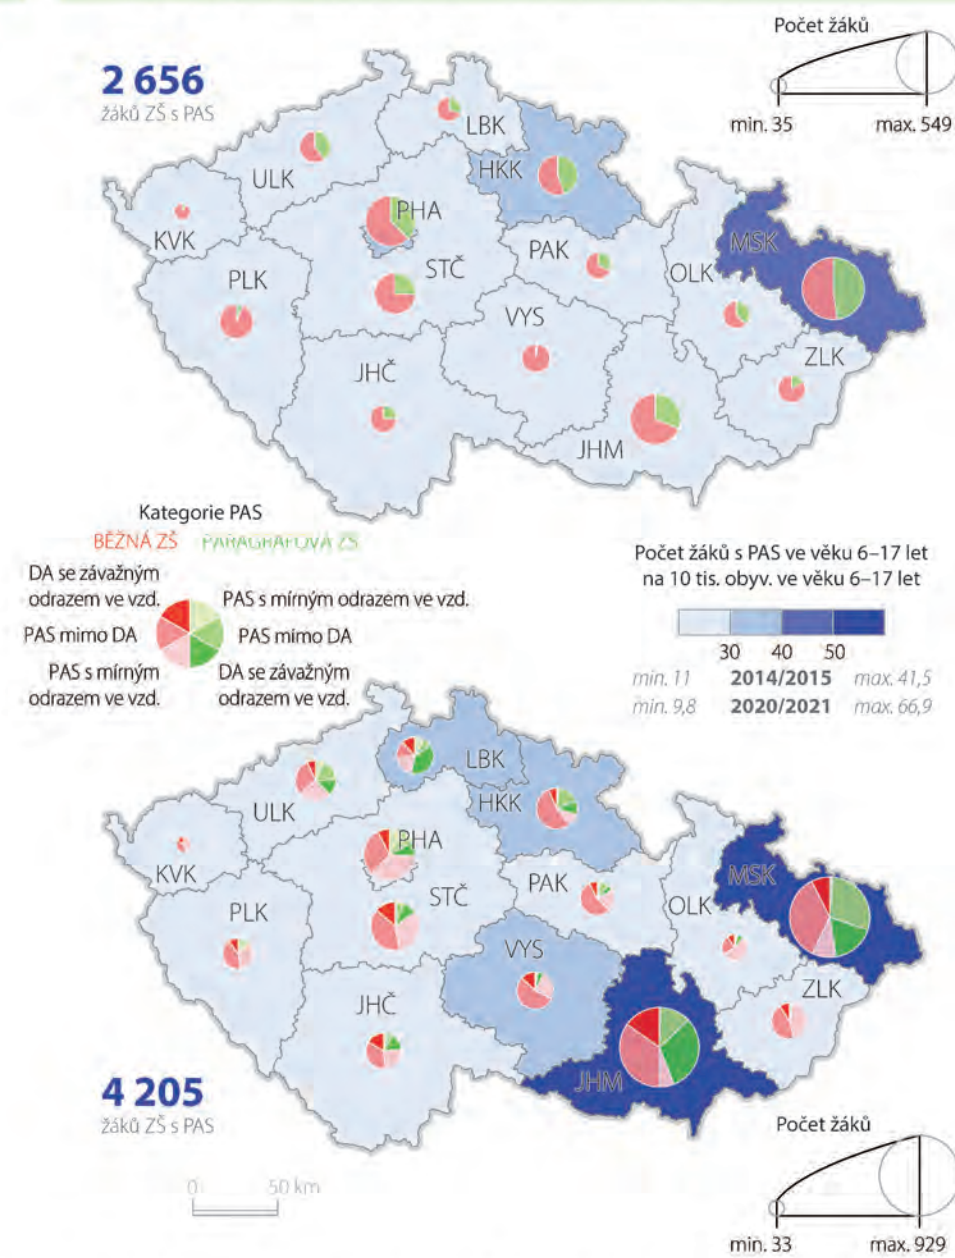 2 656
žáků ZŠ s PAS
Počet žáků
min. 35
max. 549
LBK
HKK
ULK
PHA
KVK
MSK
PAK
STČ
OLK
PLK
VYS
ZLK
JHČ
JHM
Kategorie PAS
BĚŽNÁ ZŠ
PARAGRAFOVÁ ZŠ
DA se závažným
odrazem ve vzd.
PAS s mírným odrazem ve vzd.
PAS mimo DA
PAS mimo DA
PAS s mírným
odrazem ve vzd.
DA se závažným
odrazem ve vzd.
Počet žáků s PAS ve věku 6–17 let
na 10 tis. obyv. ve věku 6–17 let
30 40 50
min. 11 2014/2015 max. 41,5
min. 9,8 2020/2021 max. 66,9
LBK
HKK
ULK
PHA
KVK
MSK
PAK
STČ
OLK
PLK
VYS
ZLK
JHČ
JHM
4 205
žáků ZŠ s PAS
0 50 km
Počet žáků
min. 33
max. 929